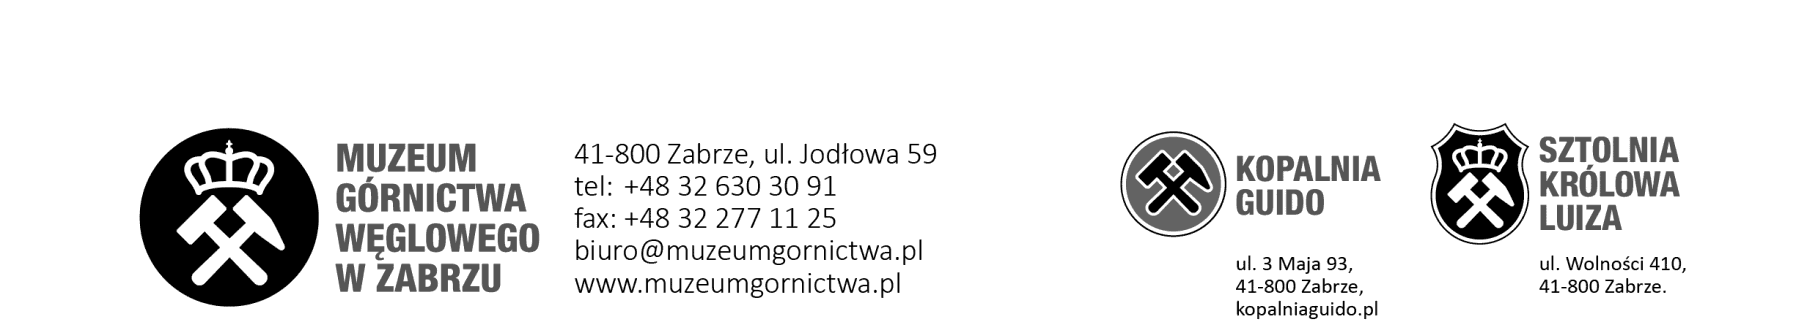 MUZEUM
GÓRNICTWA
WĘGLOWEGO
W ZABRZU
41-800 Zabrze, ul. Jodłowa 59
tel: +48 32 630 30 91
fax: +48 32 277 11 25
biuro@muzeumgornictwa.pl
www.muzeumgornictwa.pl
KOPALNIA
GUIDO
ul. 3 Maja 93,
41-800 Zabrze,
kopalniaguido.pl
SZTOLNIA
KRÓLOWA
LUIZA
ul. Wolności 410,
41-800 Zabrze.